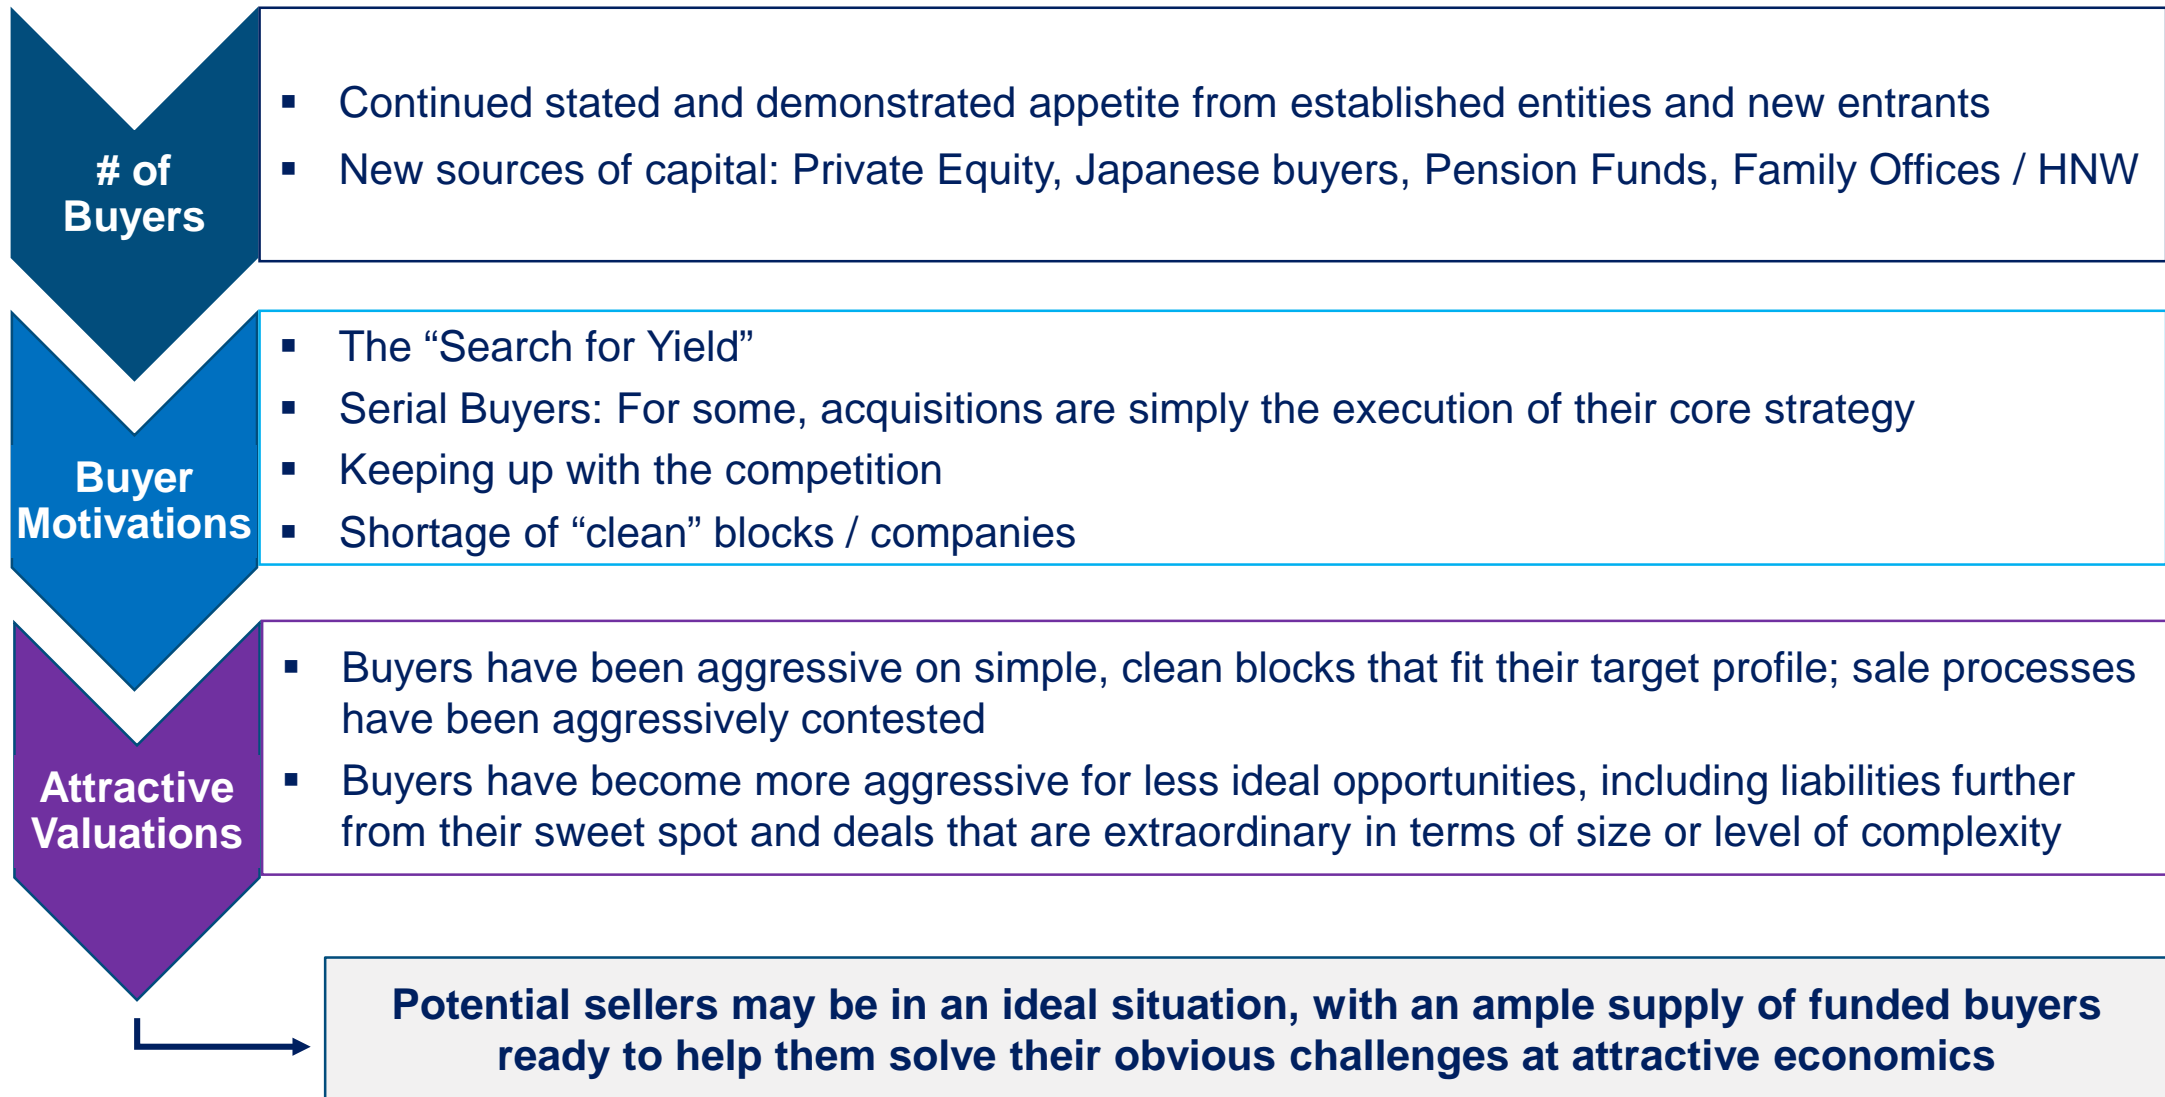 # of
Buyers
▪ Continued stated and demonstrated appetite from established entities and new entrants
▪ New sources of capital: Private Equity, Japanese buyers, Pension Funds, Family Offices / HNW
Buyer
Motivations
▪ The “Search for Yield”
▪ Serial Buyers: For some, acquisitions are simply the execution of their core strategy
▪ Keeping up with the competition
▪ Shortage of “clean” blocks / companies
Attractive
Valuations
▪ Buyers have been aggressive on simple, clean blocks that fit their target profile; sale processes
have been aggressively contested
▪ Buyers have become more aggressive for less ideal opportunities, including liabilities further
from their sweet spot and deals that are extraordinary in terms of size or level of complexity
Potential sellers may be in an ideal situation, with an ample supply of funded buyers
ready to help them solve their obvious challenges at attractive economics